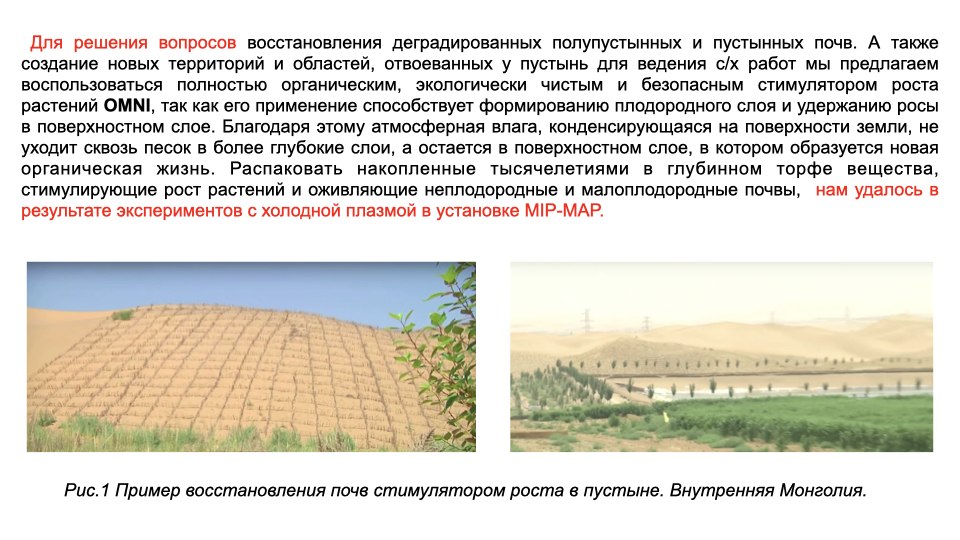 Для решения вопросов восстановления деградированных полупустынных и пустынных почв. А также
создание новых территорий и областей, отвоеванных у пустынь для ведения с/х работ мы предлагаем
воспользоваться полностью органическим, экологически чистым и безопасным стимулятором роста
растений OMNI, так как его применение способствует формированию плодородного слоя и удержанию росы
в поверхностном слое. Благодаря этому атмосферная влага, конденсирующаяся на поверхности земли, не
уходит сквозь песок в более глубокие слои, а остается в поверхностном слое, в котором образуется новая
органическая жизнь. Распаковать накопленные тысячелетиями в глубинном торфе вещества,
стимулирующие рост растений и оживляющие неплодородные и малоплодородные почвы, нам удалось в
результате экспериментов с холодной плазмой в установке MIP-MAP.
Рис.1 Пример восстановления почв стимулятором роста в пустыне. Внутренняя Монголия.